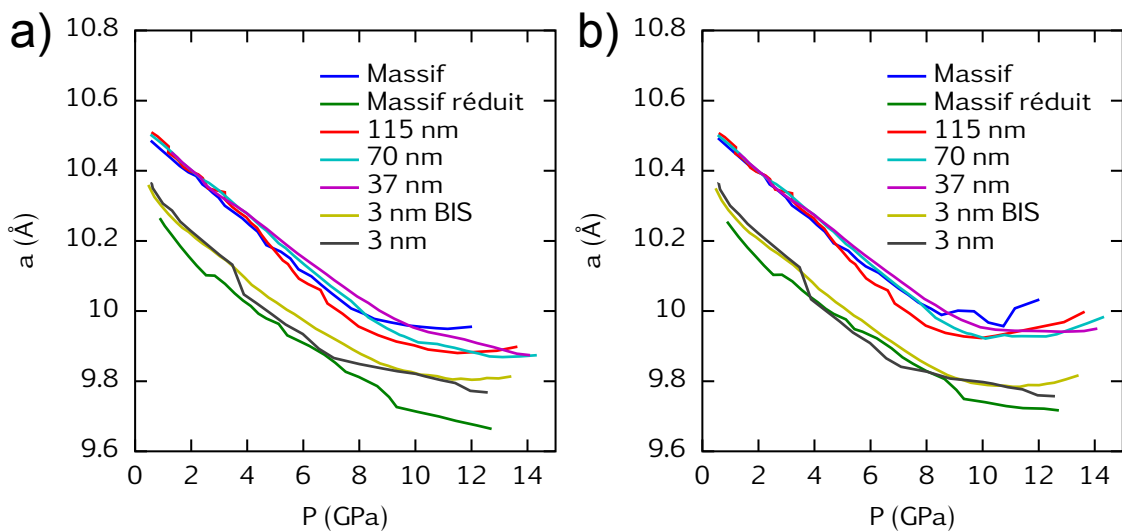 a)
10.8
10.6
10.4
10.2
10
9.8
9.6
a (Å)
0 2 4 6 8 10 12 14
P (GPa)
Massif
Massif réduit
115 nm
70 nm
37 nm
3 nm BIS
3 nm
b)
10.8
10.6
10.4
10.2
10
9.8
9.6
a (Å)
0 2 4 6 8 10 12 14
P (GPa)
Massif
Massif réduit
115 nm
70 nm
37 nm
3 nm BIS
3 nm